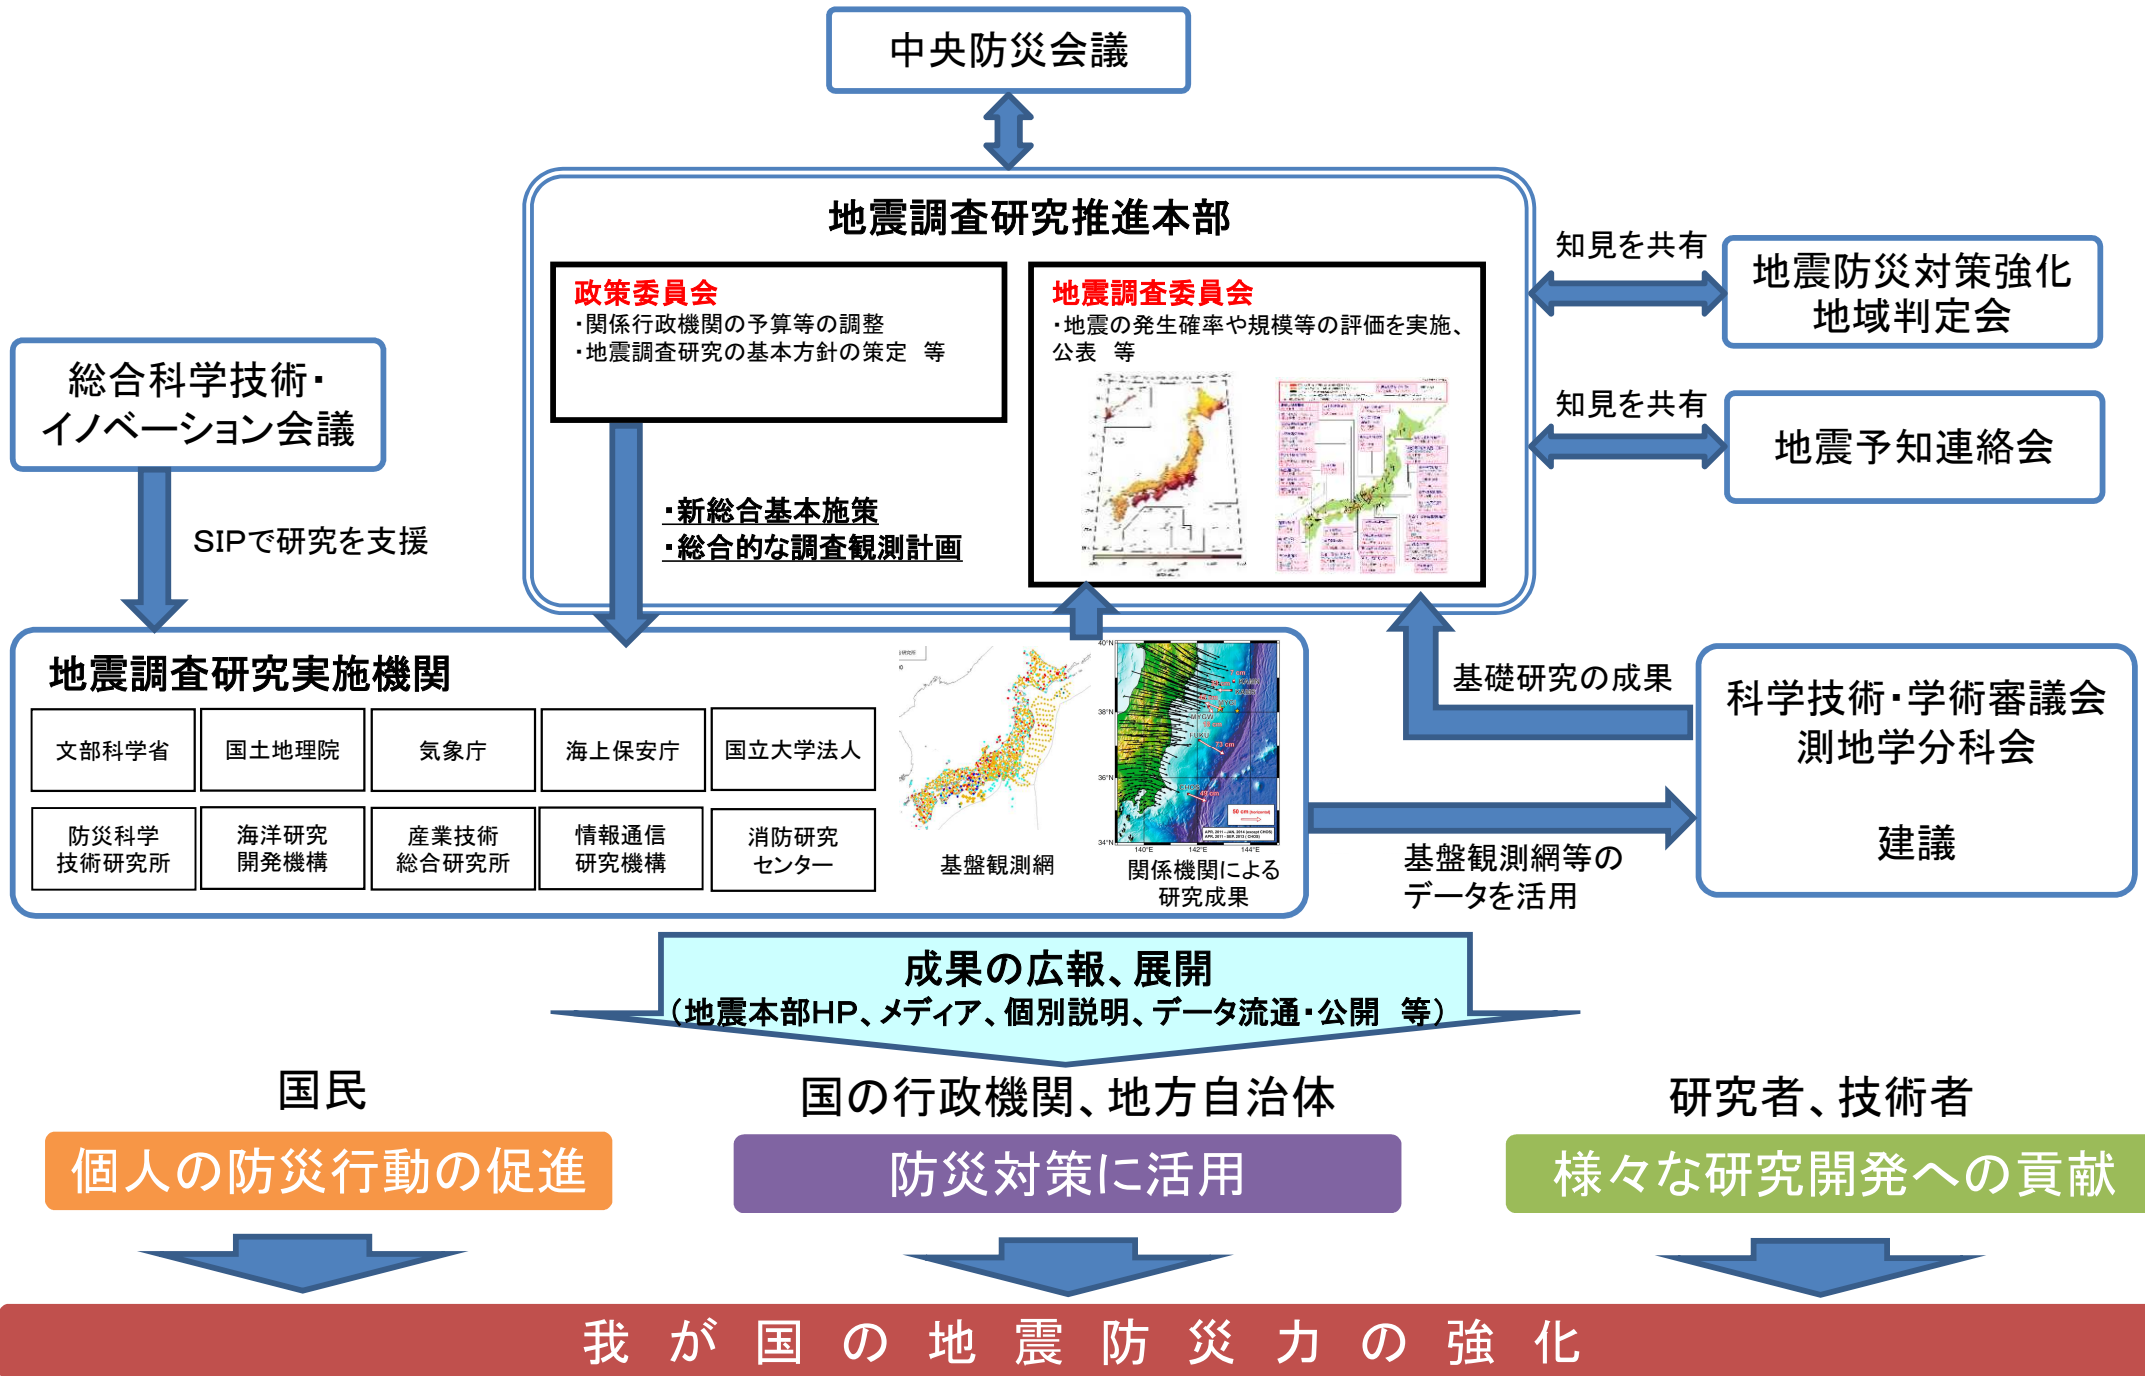 中央防災会議
地震調査研究推進本部
政策委員会
・関係行政機関の予算等の調整
・地震調査研究の基本方針の策定　等
地震調査委員会
・地震の発生確率や規模等の評価を実施、
公表　等
知見を共有
地震防災対策強化
地域判定会
知見を共有
地震予知連絡会
総合科学技術・
イノベーション会議
SIPで研究を支援
・新総合基本施策
・総合的な調査観測計画
地震調査研究実施機関
文部科学省
国土地理院
気象庁
海上保安庁
国立大学法人
防災科学
技術研究所
海洋研究
開発機構
産業技術
総合研究所
情報通信
研究機構
消防研究
センター
基盤観測網
40°N
38°N
36°N
34°N
140°E
142°E
144°E
MYGW
FUKU
73 cm
49 cm
50 cm (horizontal)
関係機関による
研究成果
基礎研究の成果
科学技術・学術審議会
測地学分科会
建議
基盤観測網等の
データを活用
成果の広報、展開
（地震本部HP、メディア、個別説明、データ流通・公開　等）
国民
個人の防災行動の促進
国の行政機関、地方自治体
防災対策に活用
研究者、技術者
様々な研究開発への貢献
我が国の地震防災力の強化